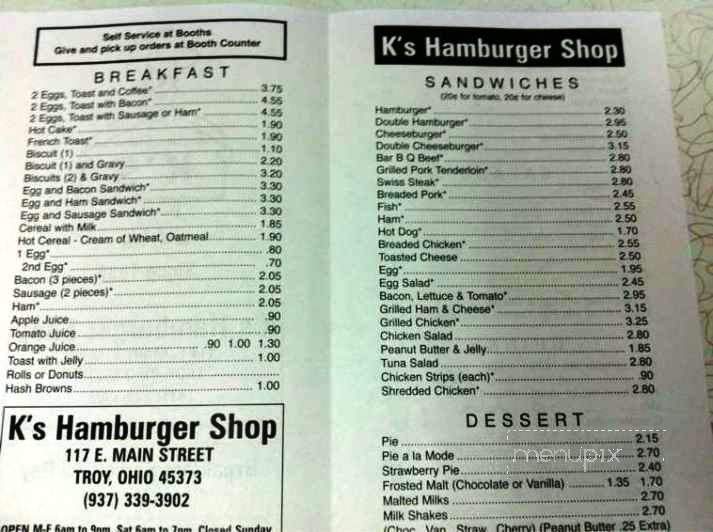 Self Service at Booths
Give and pick up orders at Booth Counter
BREAKFAST
2 Eggs, Toast and Coffee* 3.75
2 Eggs, Toast with Bacon* 4.55
2 Eggs, Toast with Sausage or Ham* 4.55
Hot Cake* 1.90
French Toast* 1.90
Biscuit (1) 1.10
Biscuit (1) and Gravy 2.20
Biscuits (2) & Gravy 3.20
Egg and Bacon Sandwich* 3.30
Egg and Ham Sandwich* 3.30
Egg and Sausage Sandwich* 3.30
Cereal with Milk 1.85
Hot Cereal - Cream of Wheat, Oatmeal 1.90
1 Egg* .80
2nd Egg* .70
Bacon (3 pieces)* 2.05
Sausage (2 pieces)* 2.05
Ham* 2.05
Apple Juice .90
Tomato Juice .90
Orange Juice .90 1.00 1.30
Toast with Jelly 1.00
Rolls or Donuts
Hash Browns 1.00
K's Hamburger Shop
117 E. MAIN STREET
TROY, OHIO 45373
(937) 339-3902
OPEN M-F 6am to 9pm, Sat 6am to 7pm, Closed Sunday
K's Hamburger Shop
SANDWICHES
(20¢ for tomato, 20¢ for cheese)
Hamburger* 2.30
Double Hamburger* 2.95
Cheeseburger* 2.50
Double Cheeseburger* 3.15
Bar B Q Beef* 2.80
Grilled Pork Tenderloin* 2.80
Swiss Steak* 2.80
Breaded Pork* 2.45
Fish* 2.55
Ham* 2.50
Hot Dog* 1.70
Breaded Chicken* 2.55
Toasted Cheese 2.50
Egg* 1.95
Egg Salad* 2.45
Bacon, Lettuce & Tomato* 2.95
Grilled Ham & Cheese* 3.15
Grilled Chicken* 3.25
Chicken Salad 2.80
Peanut Butter & Jelly 1.85
Tuna Salad 2.80
Chicken Strips (each)* .90
Shredded Chicken* 2.80
DESSERT
Pie 2.15
Pie a la Mode 2.70
Strawberry Pie 2.40
Frosted Malt (Chocolate or Vanilla) 1.35 1.70
Malted Milks 2.70
Milk Shakes 2.70
(Choc, Van, Straw, Cherry) (Peanut Butter .25 Extra)
menupix